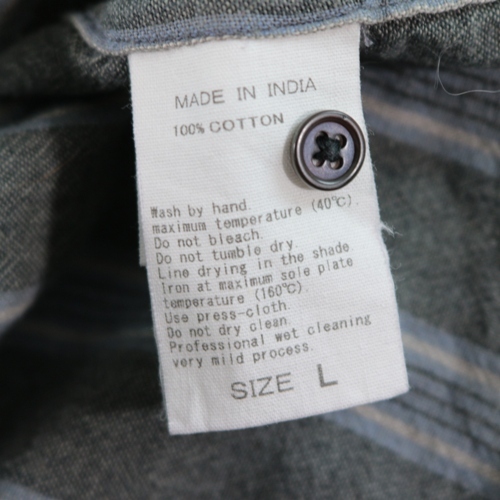 MADE IN INDIA
100% COTTON
Wash by hand.
maximum temperature (40℃).
Do not bleach.
Do not tumble dry.
Line drying in the shade.
Iron at maximum sole plate
temperature (160℃).
Use press-cloth.
Do not dry clean.
Professional wet cleaning
very mild process.
SIZE L